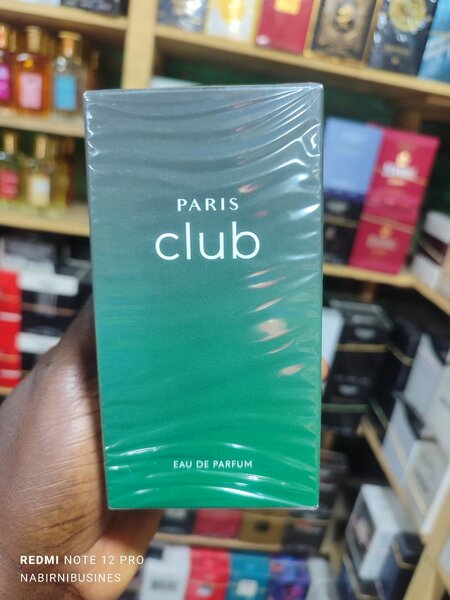 PARIS
club
EAU DE PARFUM
REDMI NOTE 12 PRO
NABIRNIBUSINES